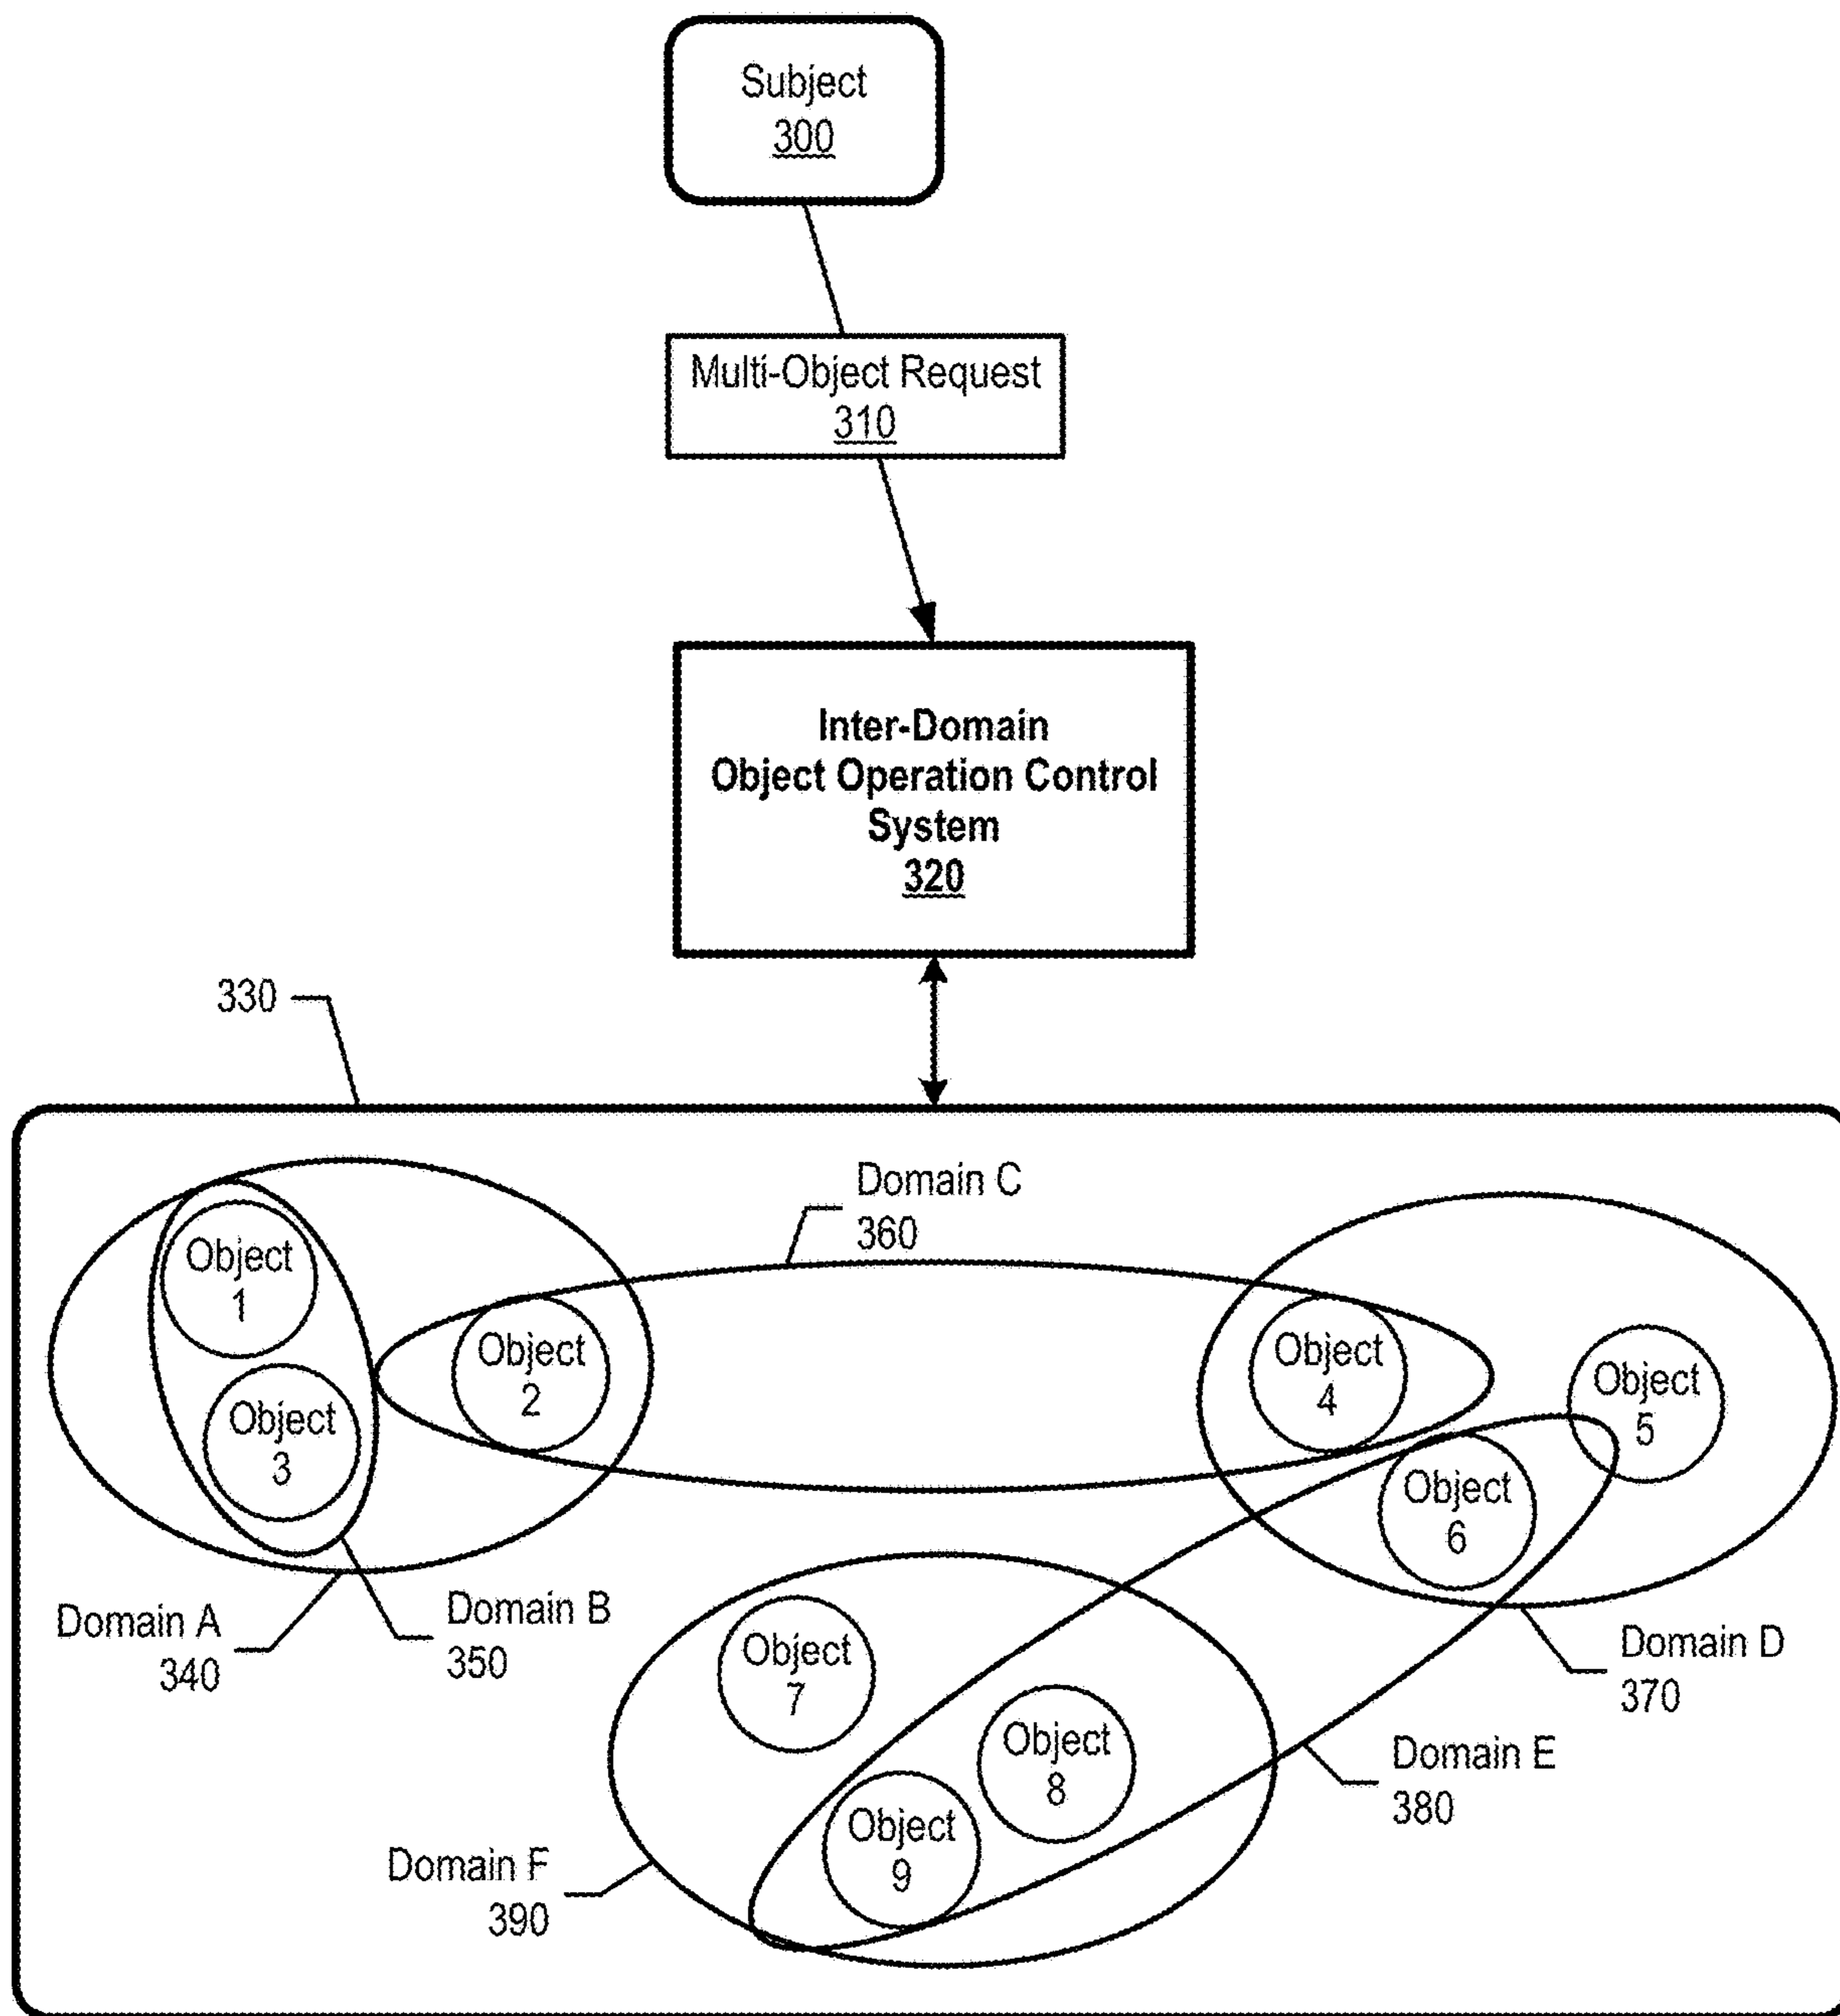 Subject
300
Multi-Object Request
310
Inter-Domain
Object Operation Control
System
320
330
Domain C
360
Object
1
Object
2
Object
3
Object
4
Object
5
Object
6
Domain A
340
Domain B
350
Object
7
Object
8
Object
9
Domain D
370
Domain E
380
Domain F
390